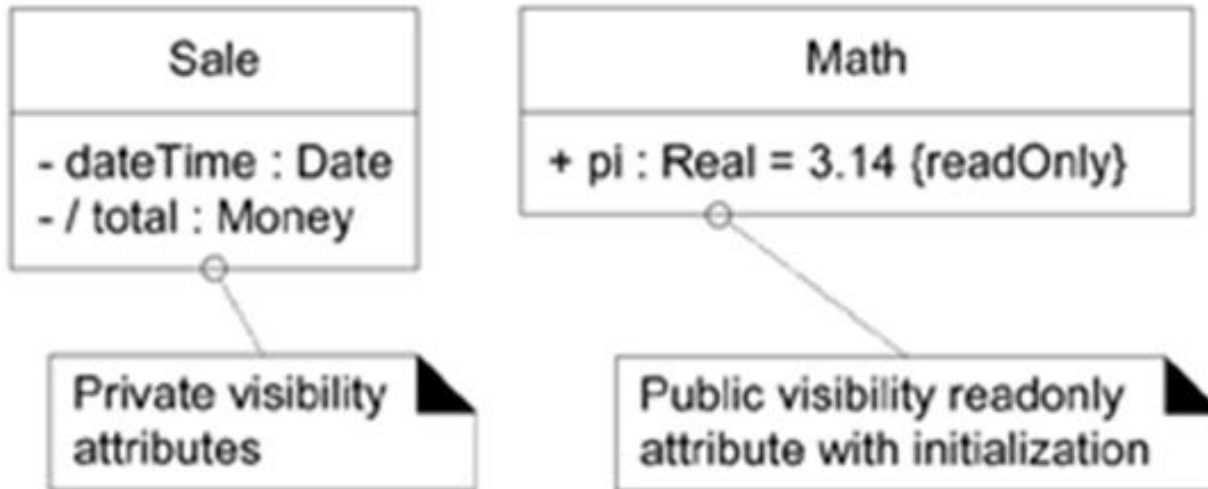 Sale
- dateTime : Date
- / total : Money
Math
+ pi : Real = 3.14 {readOnly}
Private visibility
attributes
Public visibility readonly
attribute with initialization